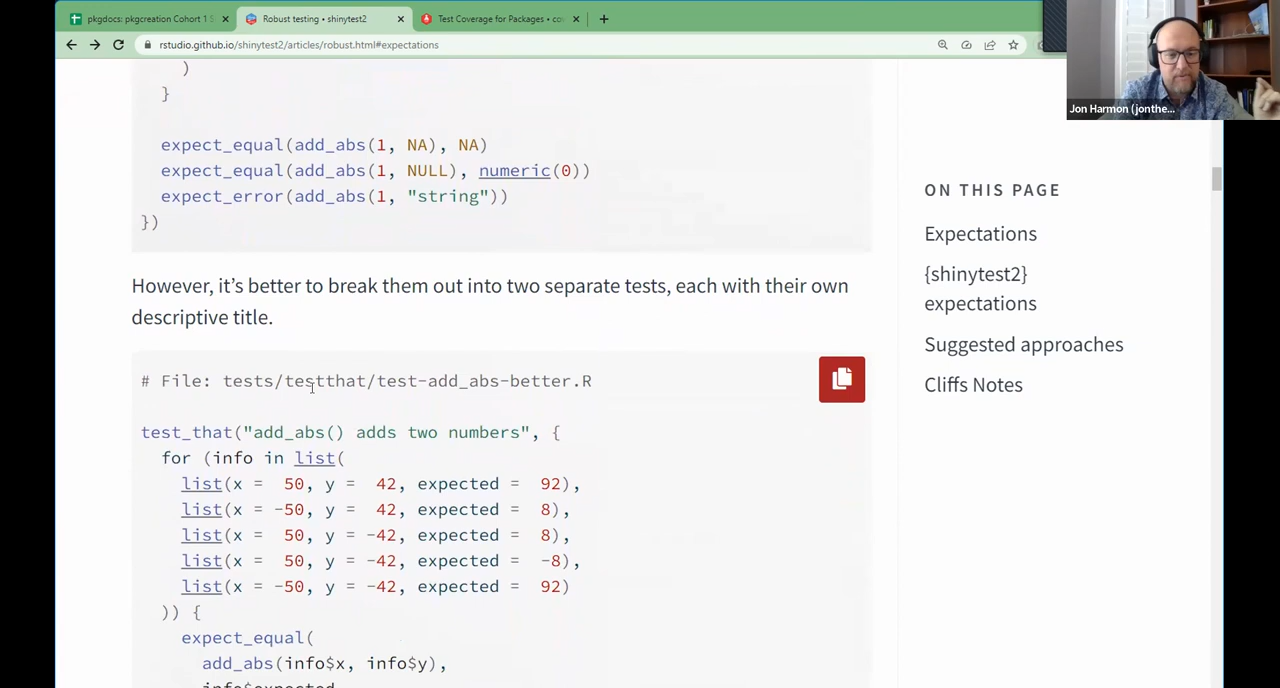 pkgdocs: pkgcreation Cohort 1 S
Robust testing • shinytest2
Test Coverage for Packages • co
rstudio.github.io/shinytest2/articles/robust.html#expectations
Jon Harmon (jonthe...
)
}
expect_equal(add_abs(1, NA), NA)
expect_equal(add_abs(1, NULL), numeric(0))
expect_error(add_abs(1, "string"))
})
However, it's better to break them out into two separate tests, each with their own
descriptive title.
# File: tests/testthat/test-add_abs-better.R
test_that("add_abs() adds two numbers", {
for (info in list(
list(x = 50, y = 42, expected = 92),
list(x = -50, y = 42, expected = 8),
list(x = 50, y = -42, expected = 8),
list(x = 50, y = -42, expected = -8),
list(x = -50, y = -42, expected = 92)
)) {
expect_equal(
add_abs(info$x, info$y),
info$expected
ON THIS PAGE
Expectations
{shinytest2}
expectations
Suggested approaches
Cliffs Notes